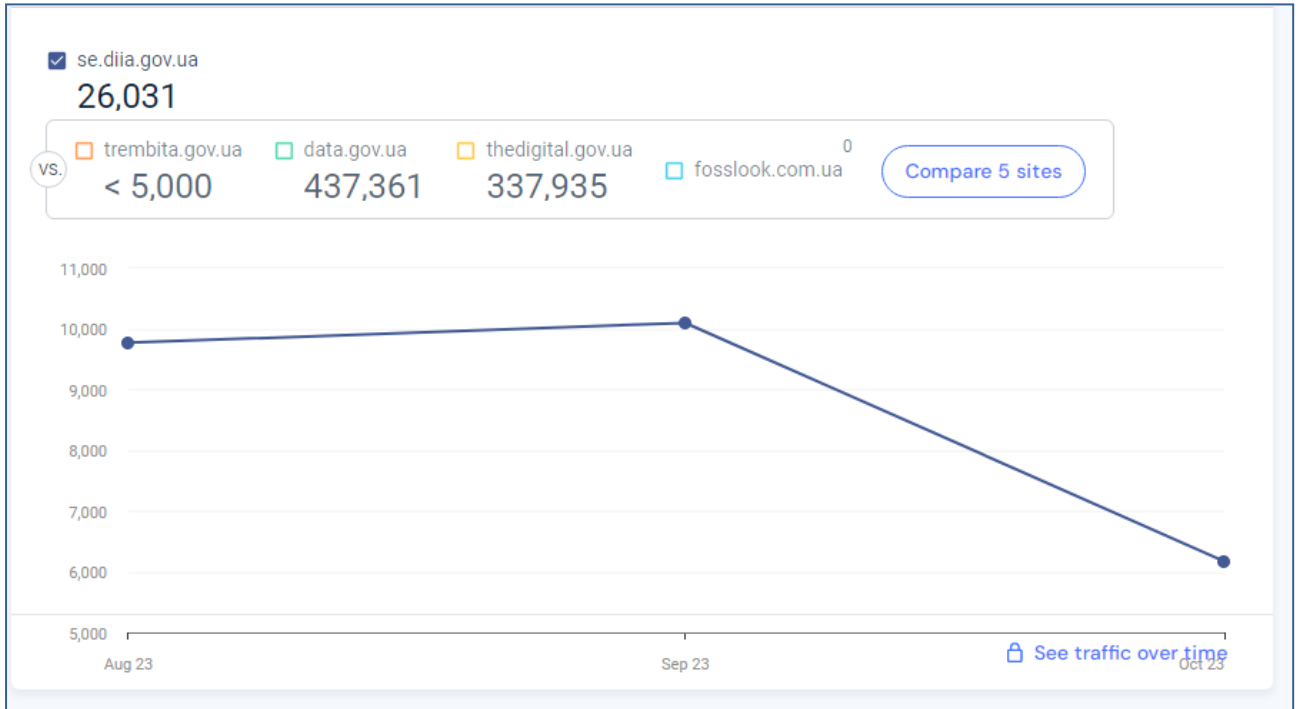 se.diia.gov.ua
26,031
vs.
trembita.gov.ua
< 5,000
data.gov.ua
437,361
thedigital.gov.ua
337,935
0
fosslook.com.ua
Compare 5 sites
11,000
10,000
9,000
8,000
7,000
6,000
5,000
Aug 23
Sep 23
Oct 23
See traffic over time